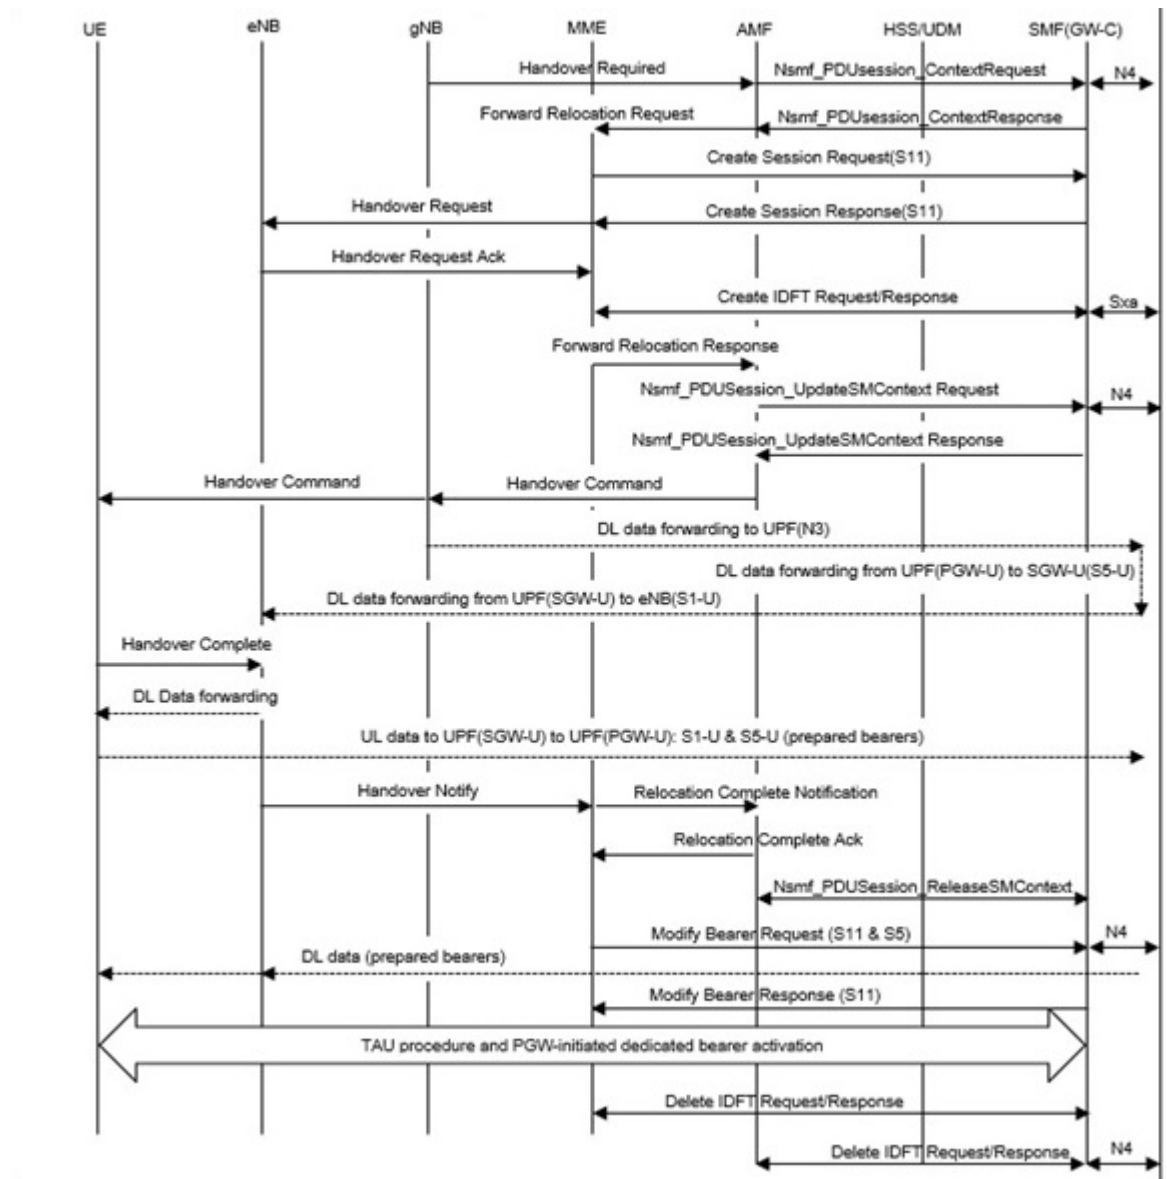 UE eNB gNB MME AMF HSS/UDM SMF(GW-C)
Handover Required Nsmf_PDUsession_ContextRequest N4
Forward Relocation Request Nsmf_PDUsession_ContextResponse
Create Session Request(S11)
Handover Request Create Session Response(S11)
Handover Request Ack
Create IDFT Request/Response Sxa
Forward Relocation Response
Nsmf_PDUSession_UpdateSMContext Request N4
Nsmf_PDUSession_UpdateSMContext Response
Handover Command Handover Command
DL data forwarding to UPF(N3)
DL data forwarding from UPF(PGW-U) to SGW-U(S5-U)
DL data forwarding from UPF(SGW-U) to eNB(S1-U)
Handover Complete
DL Data forwarding
UL data to UPF(SGW-U) to UPF(PGW-U): S1-U & S5-U (prepared bearers)
Handover Notify Relocation Complete Notification
Relocation Complete Ack
Nsmf_PDUSession_ReleaseSMContext
Modify Bearer Request (S11 & S5) N4
DL data (prepared bearers)
Modify Bearer Response (S11)
TAU procedure and PGW-initiated dedicated bearer activation
Delete IDFT Request/Response
Delete IDFT Request/Response N4